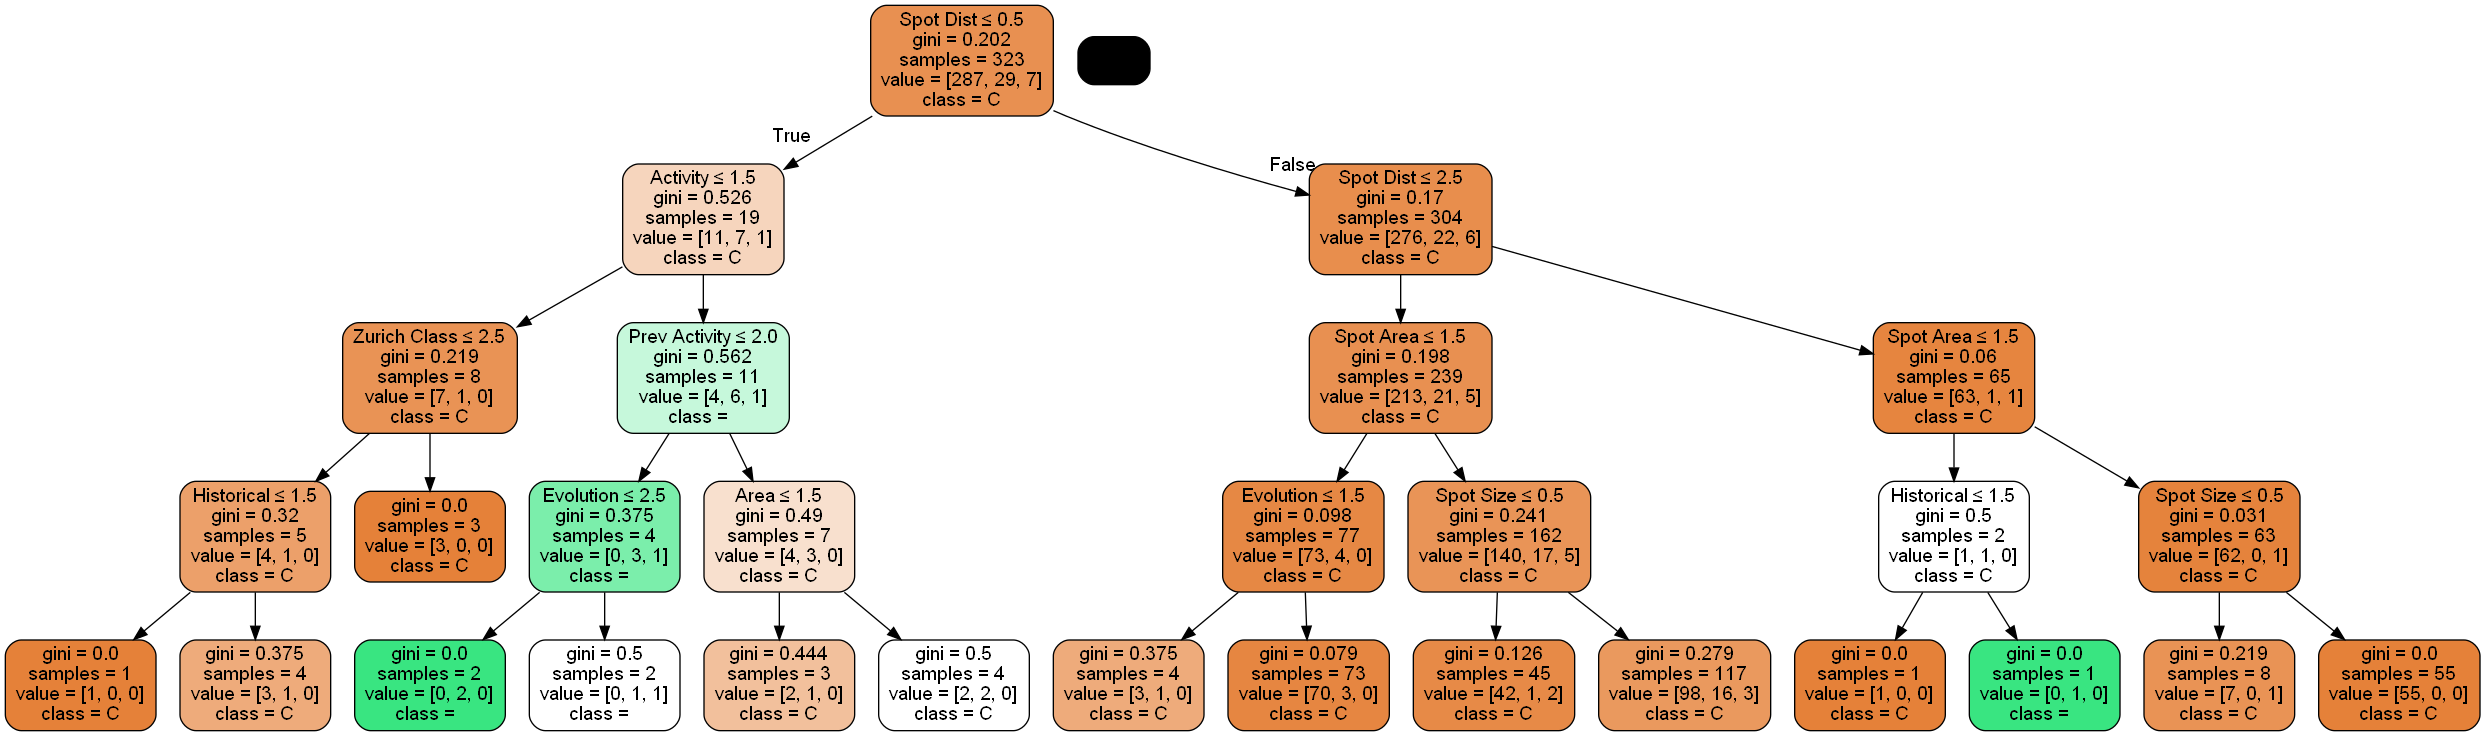 Spot Dist ≤ 0.5
gini = 0.202
samples = 323
value = [287, 29, 7]
class = C
True
False
Activity ≤ 1.5
gini = 0.526
samples = 19
value = [11, 7, 1]
class = C
Spot Dist ≤ 2.5
gini = 0.17
samples = 304
value = [276, 22, 6]
class = C
Zurich Class ≤ 2.5
gini = 0.219
samples = 8
value = [7, 1, 0]
class = C
Prev Activity ≤ 2.0
gini = 0.562
samples = 11
value = [4, 6, 1]
class =
Spot Area ≤ 1.5
gini = 0.198
samples = 239
value = [213, 21, 5]
class = C
Spot Area ≤ 1.5
gini = 0.06
samples = 65
value = [63, 1, 1]
class = C
Historical ≤ 1.5
gini = 0.32
samples = 5
value = [4, 1, 0]
class = C
gini = 0.0
samples = 3
value = [3, 0, 0]
class = C
Evolution ≤ 2.5
gini = 0.375
samples = 4
value = [0, 3, 1]
class =
Area ≤ 1.5
gini = 0.49
samples = 7
value = [4, 3, 0]
class = C
Evolution ≤ 1.5
gini = 0.098
samples = 77
value = [73, 4, 0]
class = C
Spot Size ≤ 0.5
gini = 0.241
samples = 162
value = [140, 17, 5]
class = C
Historical ≤ 1.5
gini = 0.5
samples = 2
value = [1, 1, 0]
class = C
Spot Size ≤ 0.5
gini = 0.031
samples = 63
value = [62, 0, 1]
class = C
gini = 0.0
samples = 1
value = [1, 0, 0]
class = C
gini = 0.375
samples = 4
value = [3, 1, 0]
class = C
gini = 0.0
samples = 2
value = [0, 2, 0]
class =
gini = 0.5
samples = 2
value = [0, 1, 1]
class =
gini = 0.444
samples = 3
value = [2, 1, 0]
class = C
gini = 0.5
samples = 4
value = [2, 2, 0]
class = C
gini = 0.375
samples = 4
value = [3, 1, 0]
class = C
gini = 0.079
samples = 73
value = [70, 3, 0]
class = C
gini = 0.126
samples = 45
value = [42, 1, 2]
class = C
gini = 0.279
samples = 117
value = [98, 16, 3]
class = C
gini = 0.0
samples = 1
value = [1, 0, 0]
class = C
gini = 0.0
samples = 1
value = [0, 1, 0]
class =
gini = 0.219
samples = 8
value = [7, 0, 1]
class = C
gini = 0.0
samples = 55
value = [55, 0, 0]
class = C